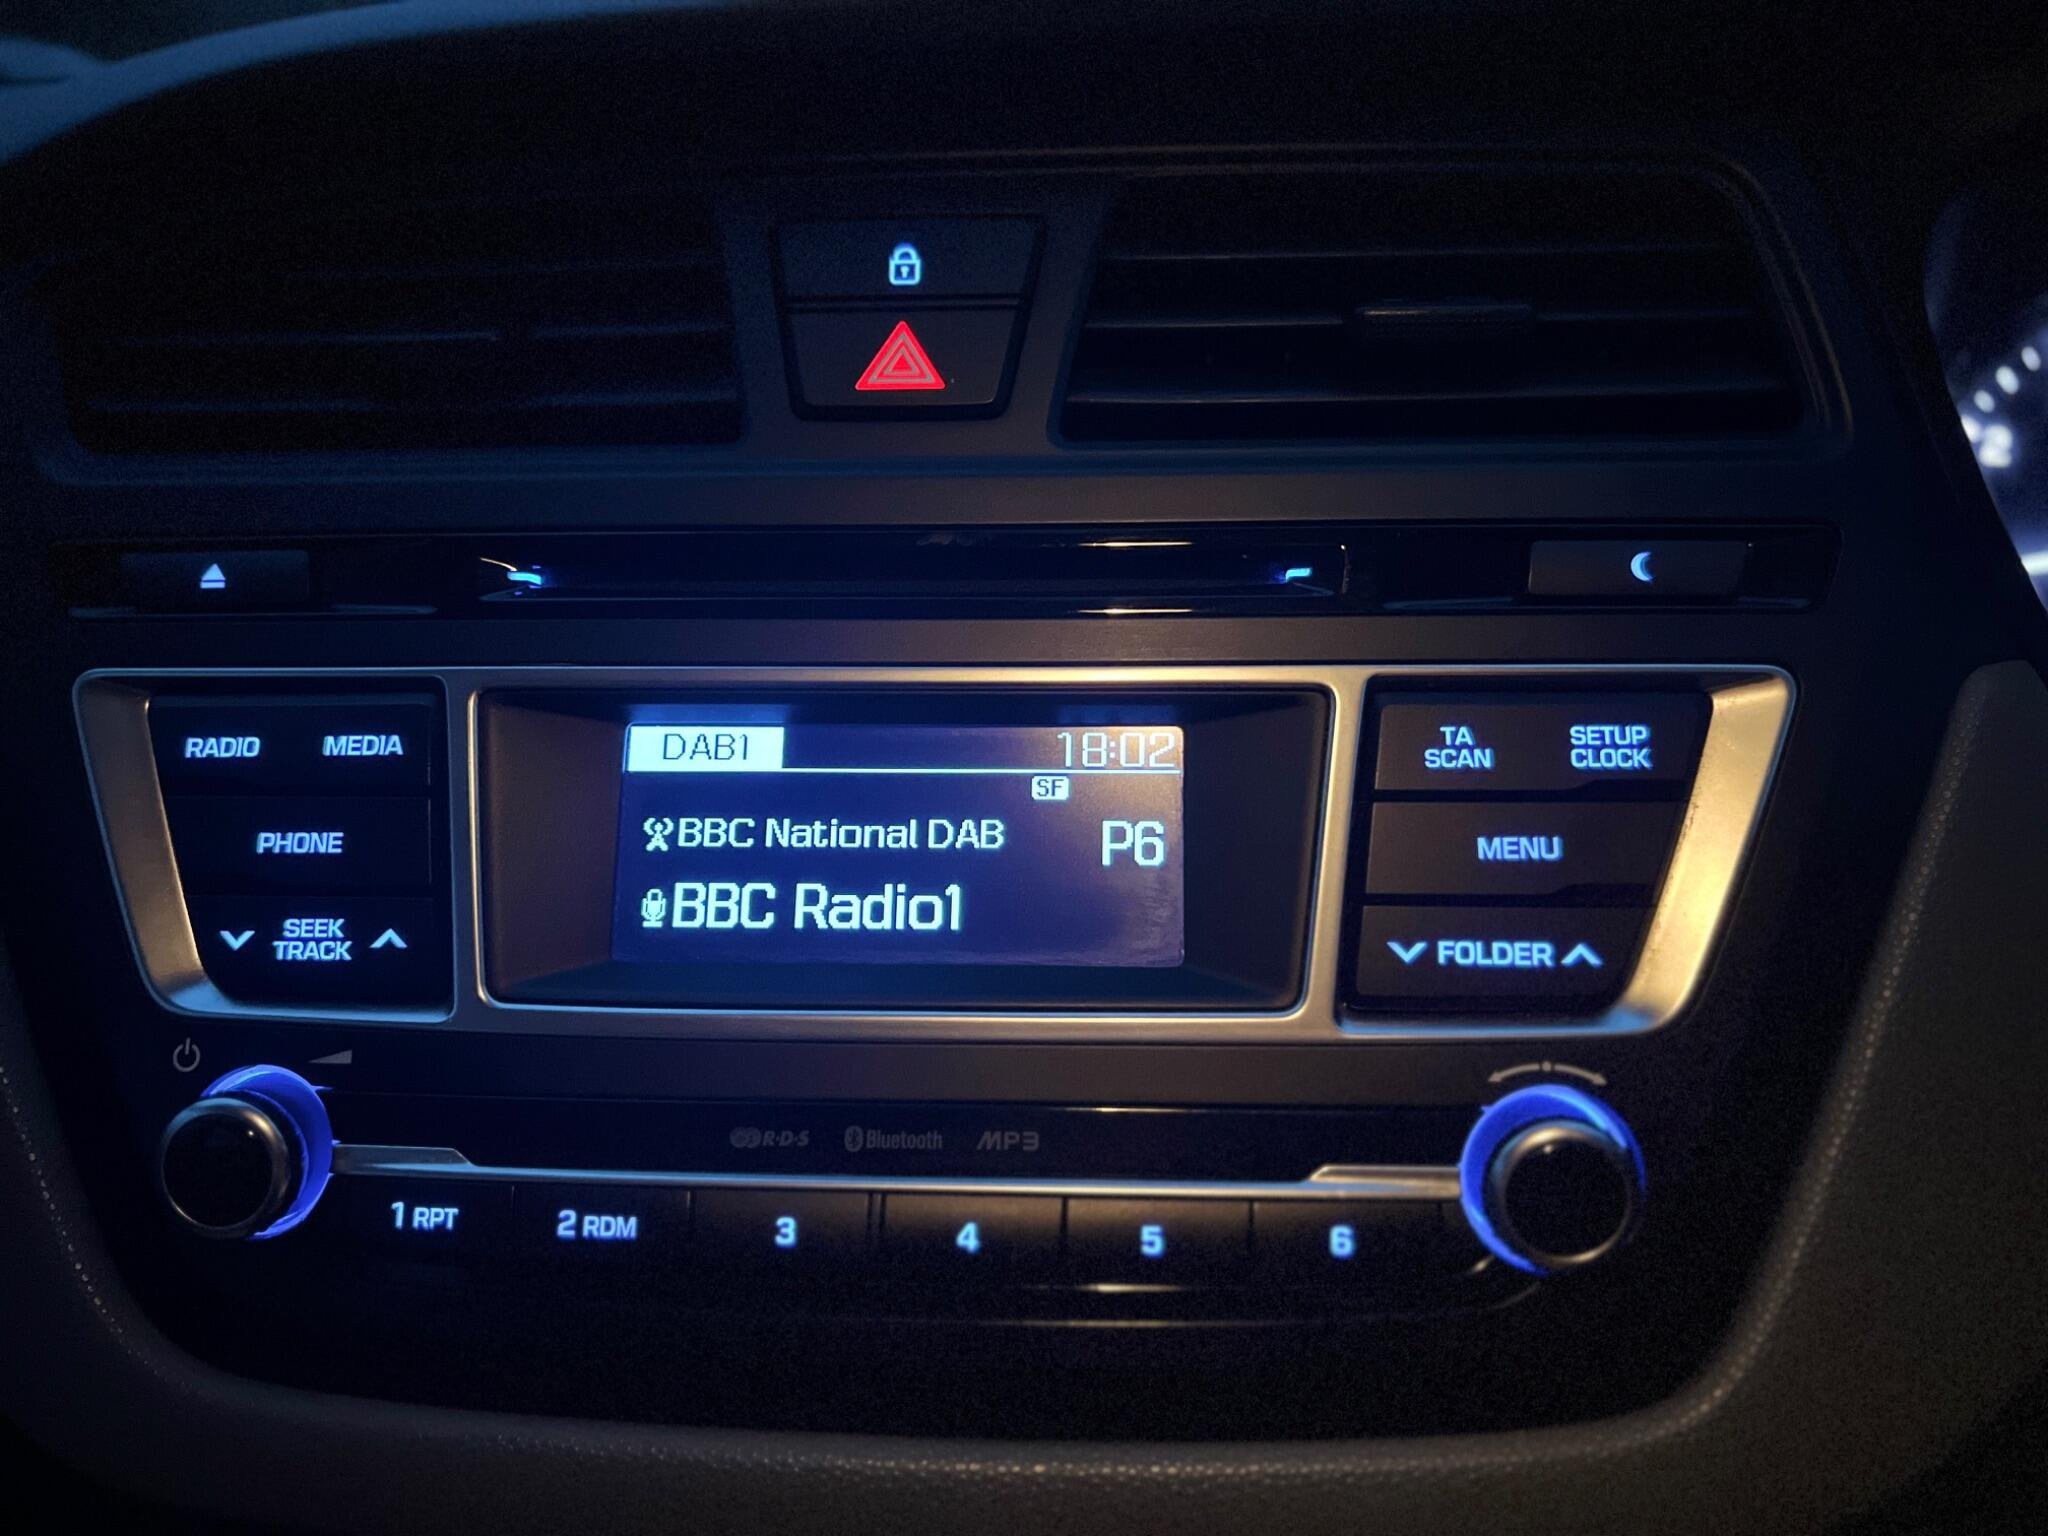 2
RADIO
MEDIA
PHONE
SEEK
TRACK
DAB1
18:02
SF
BBC National DAB
P6
BBC Radio1
TA
SCAN
SETUP
CLOCK
MENU
FOLDER
R·D·S
Bluetooth
MP3
1 RPT
2 RDM
3
4
5
6